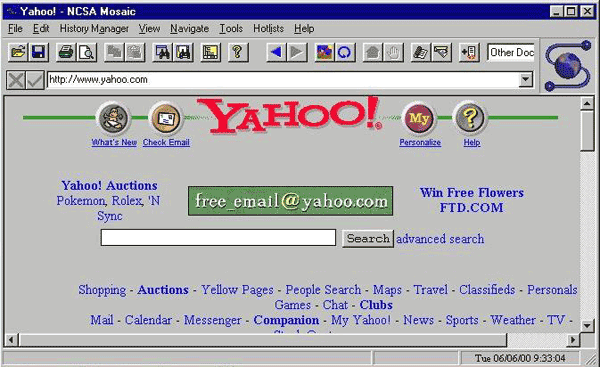 Yahoo! - NCSA Mosaic
File Edit History Manager View Navigate Tools Hotlists Help
Other Doc
http://www.yahoo.com
YAHOO!
My
?
What's New
Check Email
Personalize
Help
Yahoo! Auctions
Pokemon, Rolex, 'N
Sync
free_email@yahoo.com
Win Free Flowers
FTD.COM
Search advanced search
Shopping - Auctions - Yellow Pages - People Search - Maps - Travel - Classifieds - Personals
Games - Chat - Clubs
Mail - Calendar - Messenger - Companion - My Yahoo! - News - Sports - Weather - TV -
Tue 06/06/00 9:33:04